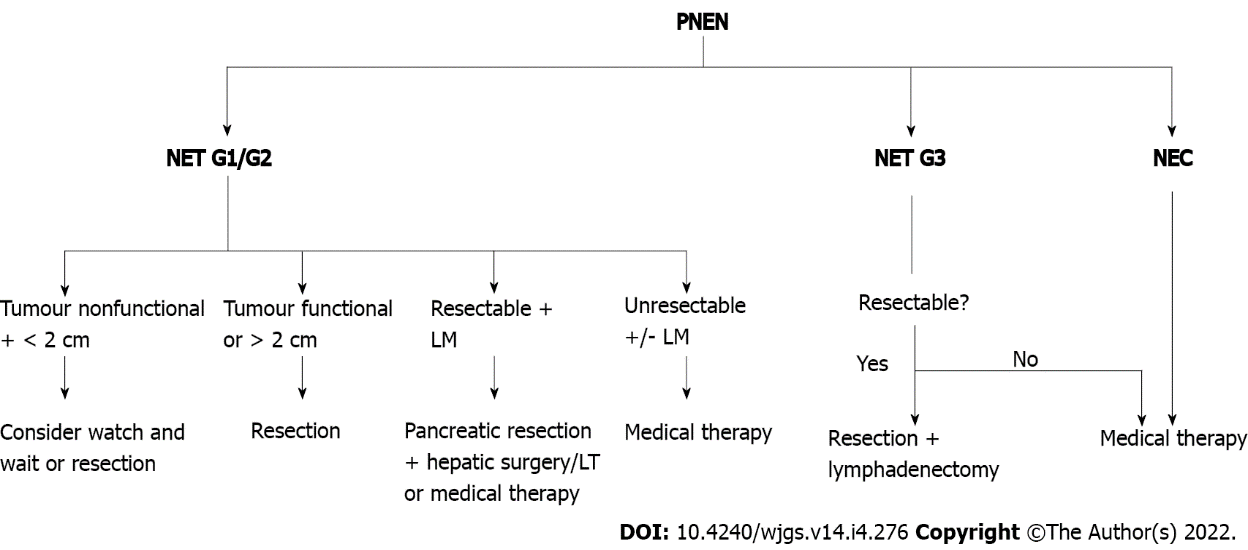 PNEN
NET G1/G2
NET G3
NEC
Tumour nonfunctional
+ < 2 cm
Tumour functional
or > 2 cm
Resectable +
LM
Unresectable
+/- LM
Resectable?
Yes
No
Consider watch and
wait or resection
Resection
Pancreatic resection
+ hepatic surgery/LT
or medical therapy
Medical therapy
Resection +
lymphadenectomy
Medical therapy
DOI: 10.4240/wjgs.v14.i4.276 Copyright ©The Author(s) 2022.